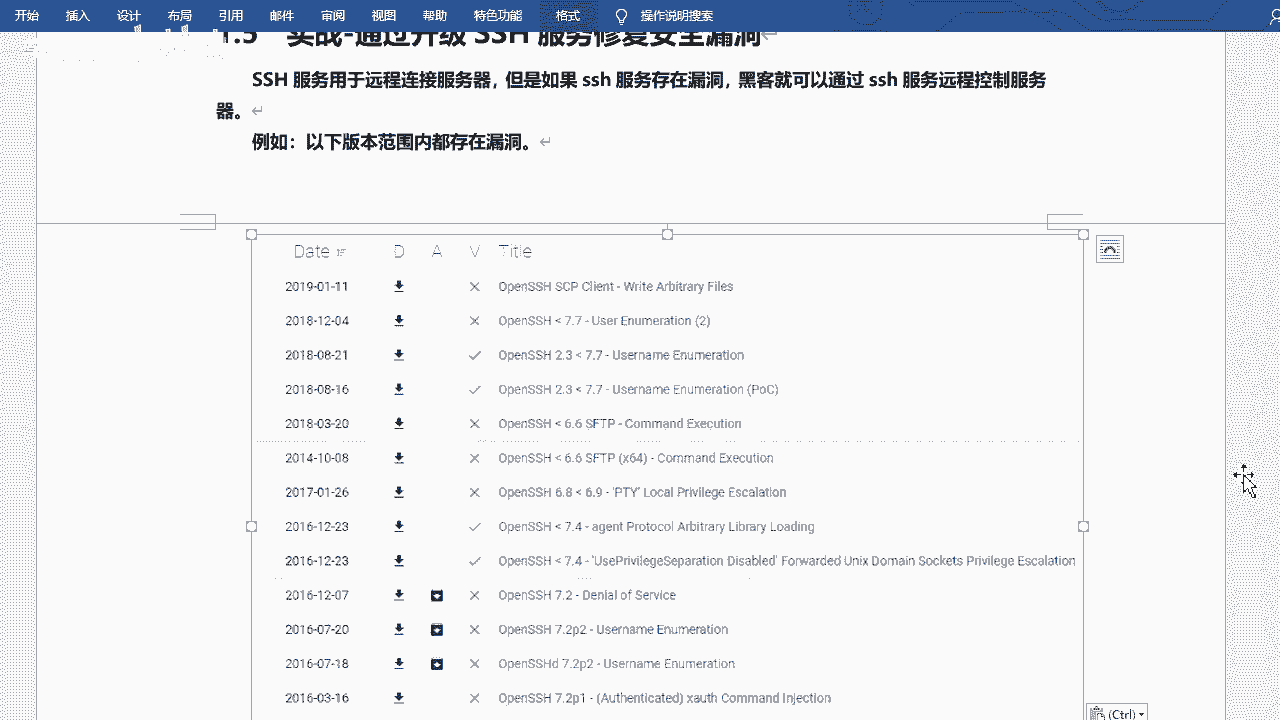 开始 插入 设计 布局 引用 邮件 审阅 视图 帮助 特色功能 格式 操作说明搜索
1.5 实战-通过升级 SSH 服务修复安全漏洞
SSH 服务用于远程连接服务器，但是如果 ssh 服务存在漏洞，黑客就可以通过 ssh 服务远程控制服务
器。
例如：以下版本范围内都存在漏洞。
Date D A V Title
2019-01-11 OpenSSH SCP Client - Write Arbitrary Files
2018-12-04 OpenSSH < 7.7 - User Enumeration (2)
2018-08-21 OpenSSH 2.3 < 7.7 - Username Enumeration
2018-08-16 OpenSSH 2.3 < 7.7 - Username Enumeration (PoC)
2018-03-20 OpenSSH < 6.6 SFTP - Command Execution
2014-10-08 OpenSSH < 6.6 SFTP (x64) - Command Execution
2017-01-26 OpenSSH 6.8 < 6.9 - 'PTY' Local Privilege Escalation
2016-12-23 OpenSSH < 7.4 - agent Protocol Arbitrary Library Loading
2016-12-23 OpenSSH < 7.4 - 'UsePrivilegeSeparation Disabled' Forwarded Unix Domain Sockets Privilege Escalation
2016-12-07 OpenSSH 7.2 - Denial of Service
2016-07-20 OpenSSH 7.2p2 - Username Enumeration
2016-07-18 OpenSSHd 7.2p2 - Username Enumeration
2016-03-16 OpenSSH 7.2p1 - (Authenticated) xauth Command Injection
(Ctrl)